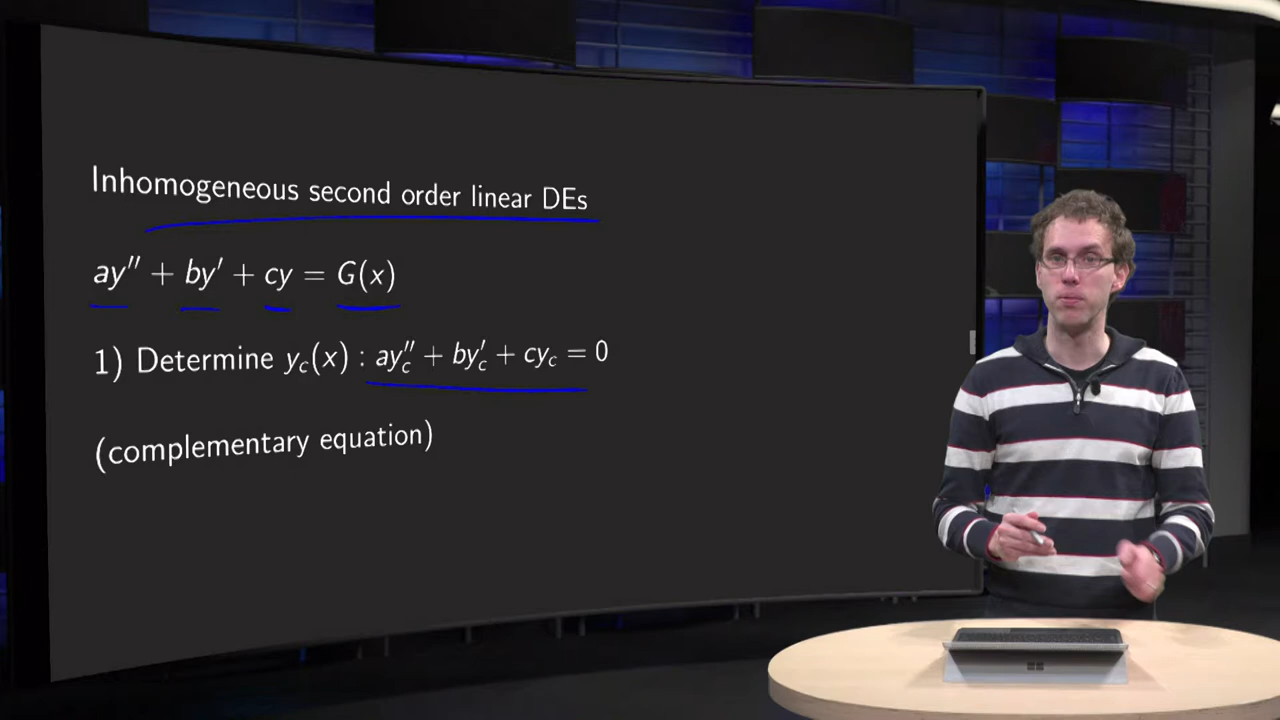 Inhomogeneous second order linear DEs
ay″ + by′ + cy = G(x)
1) Determine y_c(x) : ay_c″ + by_c′ + cy_c = 0
(complementary equation)